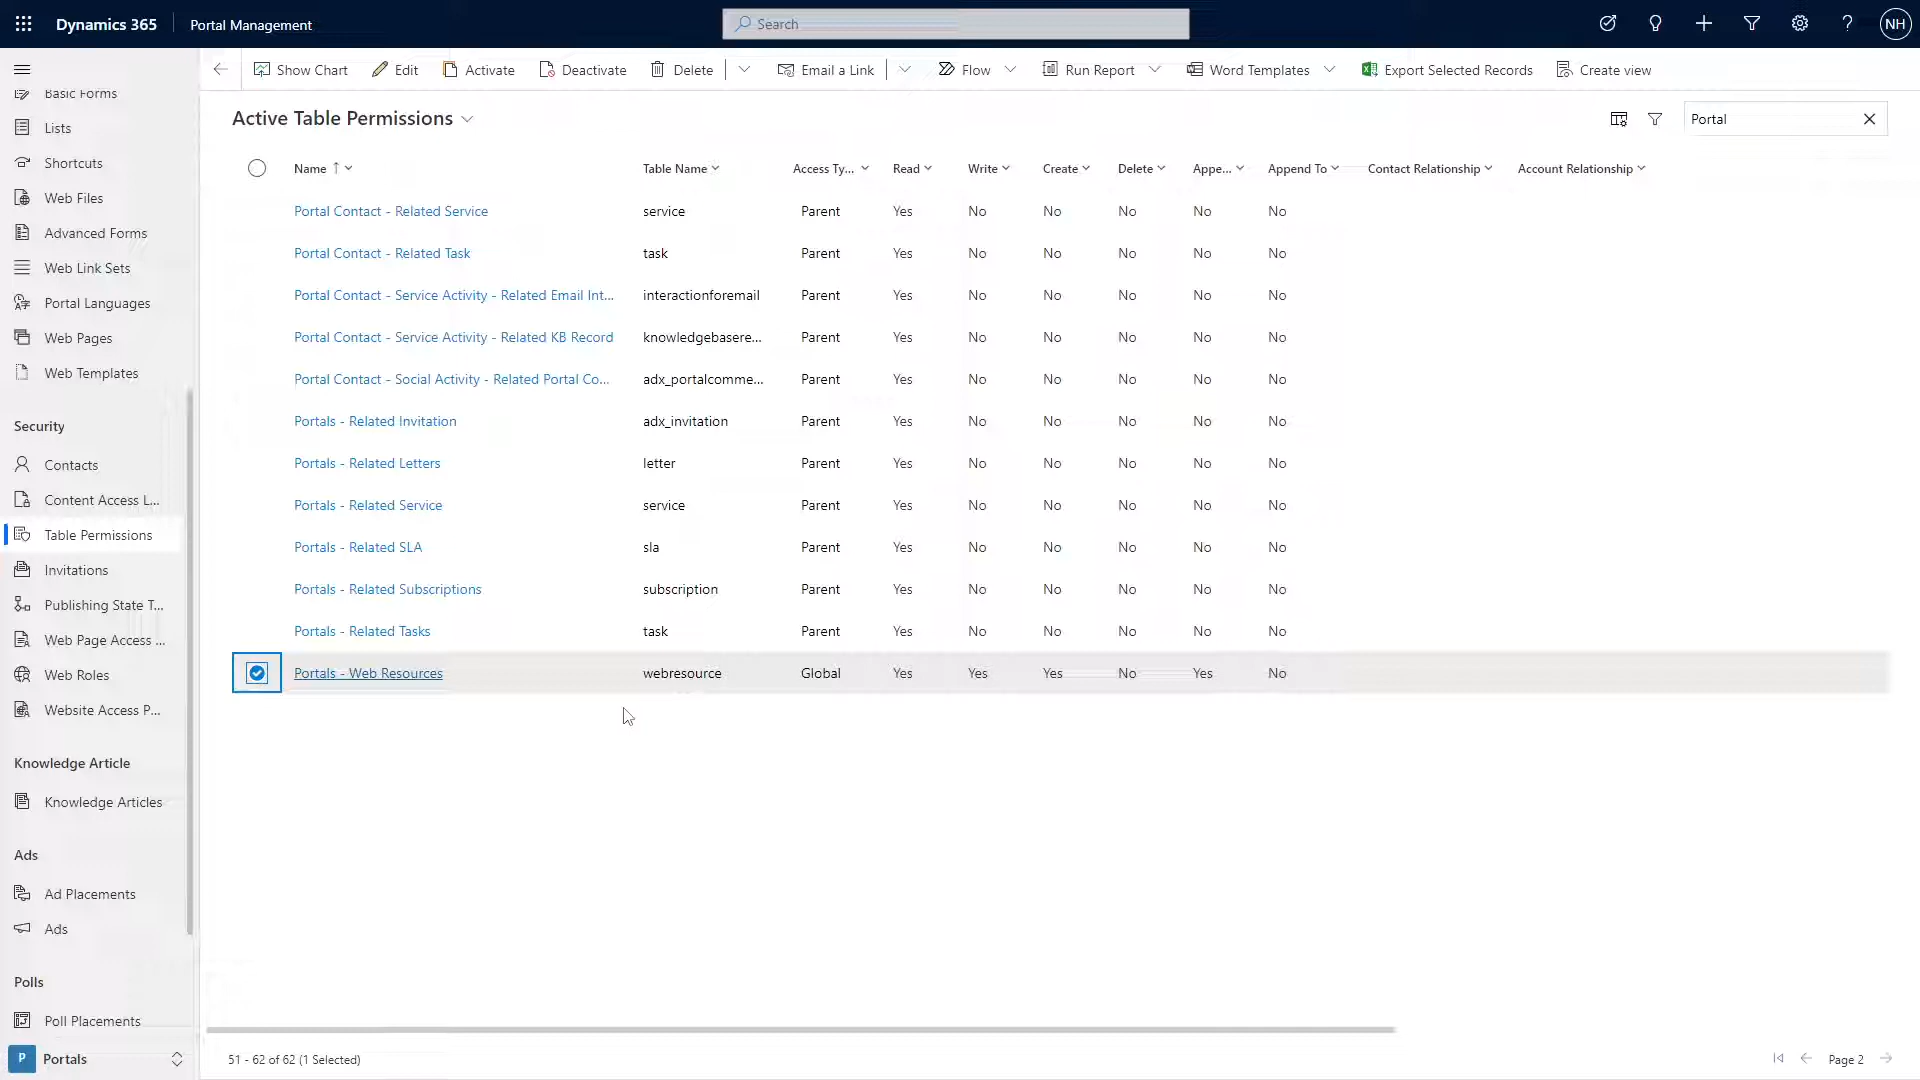 Dynamics 365
Portal Management
Search
NH
Show Chart
Edit
Activate
Deactivate
Delete
Email a Link
Flow
Run Report
Word Templates
Export Selected Records
Create view
Basic Forms
Lists
Shortcuts
Web Files
Advanced Forms
Web Link Sets
Portal Languages
Web Pages
Web Templates
Security
Contacts
Content Access L...
Table Permissions
Invitations
Publishing State T...
Web Page Access ...
Web Roles
Website Access P...
Knowledge Article
Knowledge Articles
Ads
Ad Placements
Ads
Polls
Poll Placements
P Portals
Active Table Permissions
Portal
Name Table Name Access Ty... Read Write Create Delete Appe... Append To Contact Relationship Account Relationship
Portal Contact - Related Service service Parent Yes No No No No No
Portal Contact - Related Task task Parent Yes No No No No No
Portal Contact - Service Activity - Related Email Int... interactionforemail Parent Yes No No No No No
Portal Contact - Service Activity - Related KB Record knowledgebasere... Parent Yes No No No No No
Portal Contact - Social Activity - Related Portal Co... adx_portalcomme... Parent Yes No No No No No
Portals - Related Invitation adx_invitation Parent Yes No No No No No
Portals - Related Letters letter Parent Yes No No No No No
Portals - Related Service service Parent Yes No No No No No
Portals - Related SLA sla Parent Yes No No No No No
Portals - Related Subscriptions subscription Parent Yes No No No No No
Portals - Related Tasks task Parent Yes No No No No No
Portals - Web Resources webresource Global Yes Yes Yes No Yes No
51 - 62 of 62 (1 Selected)
Page 2